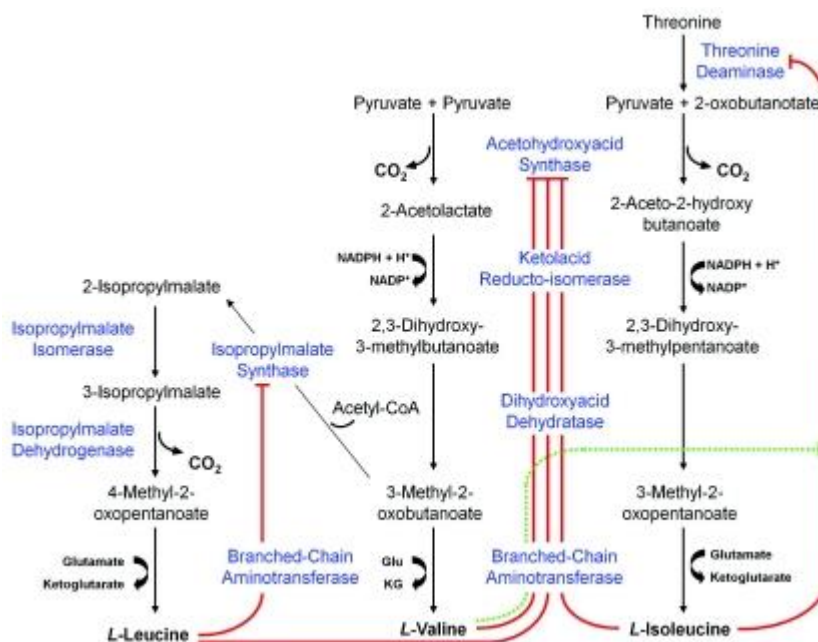 Threonine
Threonine
Deaminase
Pyruvate + Pyruvate
Pyruvate + 2-oxobutanotate
Acetohydroxyacid
Synthase
CO2
CO2
2-Acetolactate
2-Aceto-2-hydroxy
butanoate
NADPH + H+
NADP+
Ketolacid
Reducto-isomerase
NADPH + H+
NADP+
2-Isopropylmalate
Isopropylmalate
Isomerase
Isopropylmalate
Synthase
2,3-Dihydroxy-
3-methylbutanoate
2,3-Dihydroxy-
3-methylpentanoate
3-Isopropylmalate
Acetyl-CoA
Dihydroxyacid
Dehydratase
Isopropylmalate
Dehydrogenase
CO2
4-Methyl-2-
oxopentanoate
3-Methyl-2-
oxobutanoate
3-Methyl-2-
oxopentanoate
Glutamate
Ketoglutarate
Branched-Chain
Aminotransferase
Glu
KG
Branched-Chain
Aminotransferase
Glutamate
Ketoglutarate
L-Leucine
L-Valine
L-Isoleucine